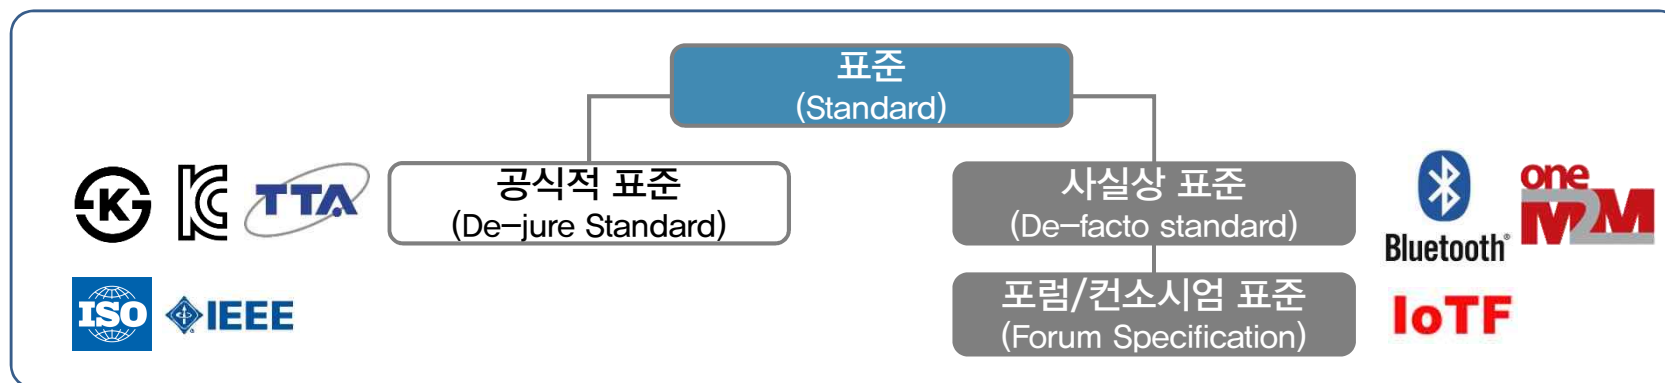 표준
(Standard)
K
KC
TTA
공식적 표준
(De-jure Standard)
사실상 표준
(De-facto standard)
Bluetooth®
one
M2M
ISO
IEEE
포럼/컨소시엄 표준
(Forum Specification)
IoTF